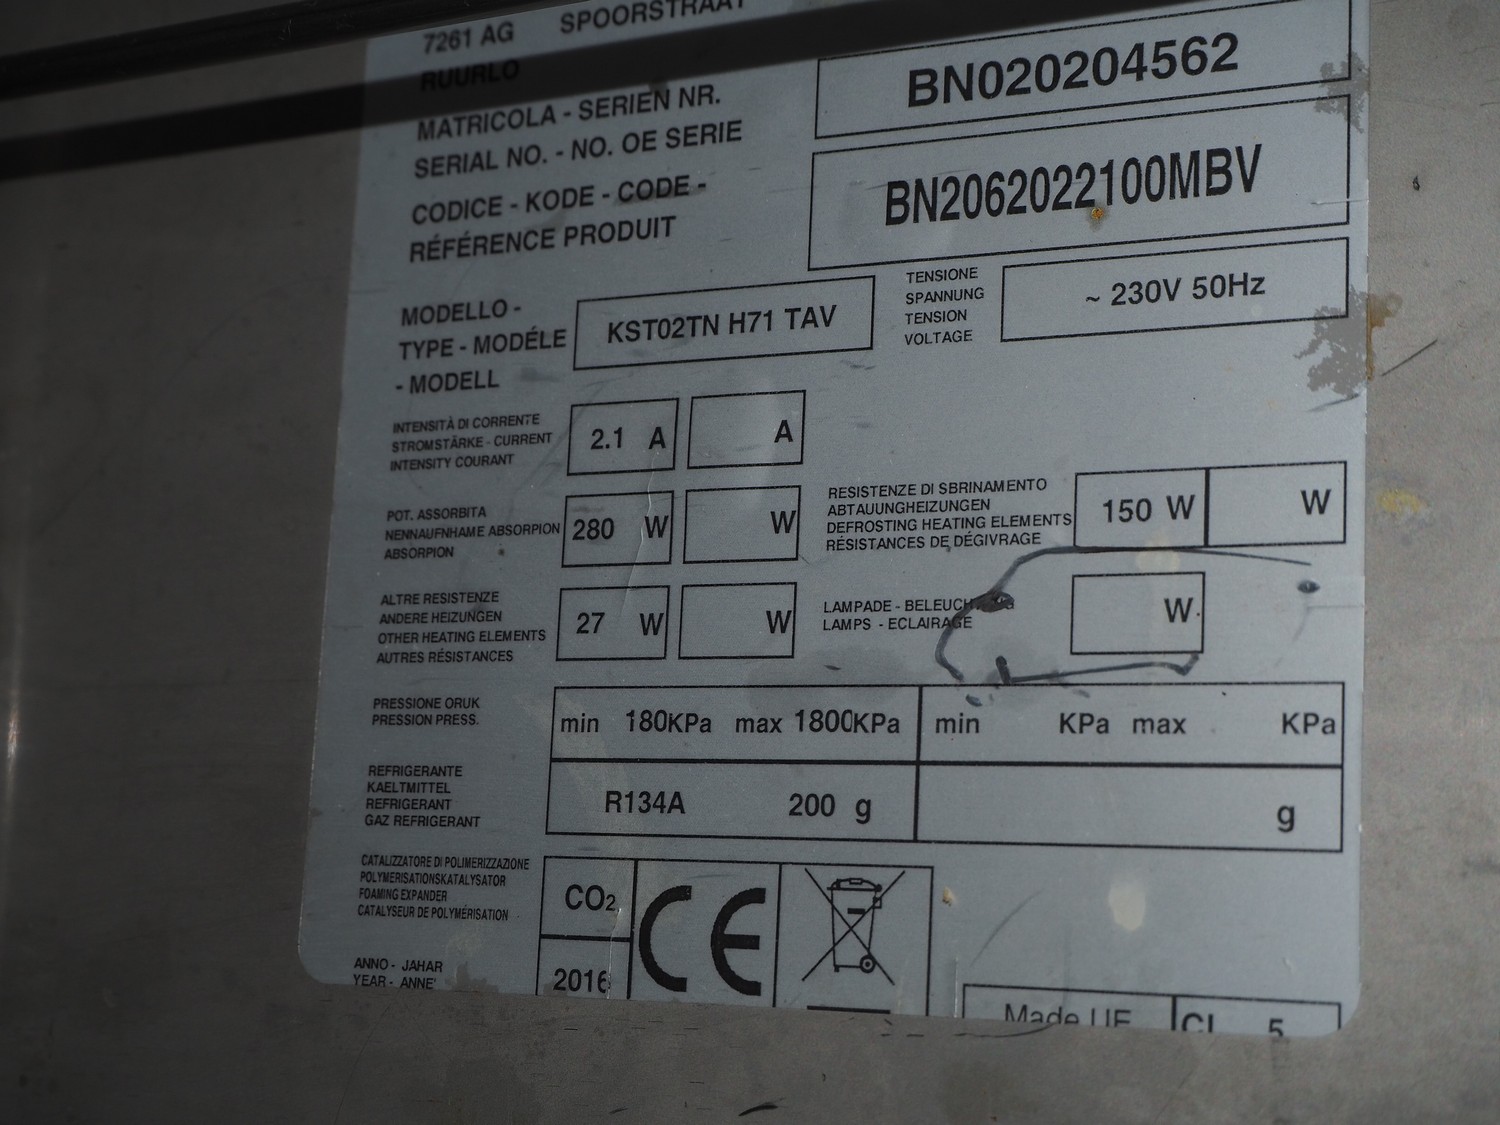 7261 AG SPOORSTRAAT
RUURLO
MATRICOLA - SERIEN NR.
SERIAL NO. - NO. OE SERIE
BN020204562
CODICE - KODE - CODE -
RÉFÉRENCE PRODUIT
BN2062022100MBV
MODELLO -
TYPE - MODÉLE
- MODELL
KST02TN H71 TAV
TENSIONE
SPANNUNG
TENSION
VOLTAGE
~ 230V 50Hz
INTENSITÀ DI CORRENTE
STROMSTÄRKE - CURRENT
INTENSITY COURANT
2.1 A
A
POT. ASSORBITA
NENNAUFNHAME ABSORPION
ABSORPION
280 W
W
RESISTENZE DI SBRINAMENTO
ABTAUUNGHEIZUNGEN
DEFROSTING HEATING ELEMENTS
RÉSISTANCES DE DÉGIVRAGE
150 W
W
ALTRE RESISTENZE
ANDERE HEIZUNGEN
OTHER HEATING ELEMENTS
AUTRES RÉSISTANCES
27 W
W
LAMPADE - BELEUCHTUNG
LAMPS - ECLAIRAGE
W
PRESSIONE ORUK
PRESSION PRESS.
min 180KPa max 1800KPa
min KPa max KPa
REFRIGERANTE
KAELTMITTEL
REFRIGERANT
GAZ REFRIGERANT
R134A 200 g
g
CATALIZZATORE DI POLIMERIZZAZIONE
POLYMERISATIONSKATALYSATOR
FOAMING EXPANDER
CATALYSEUR DE POLYMÉRISATION
CO2
CE
ANNO - JAHAR
YEAR - ANNE'
2016
Made UE CL 5